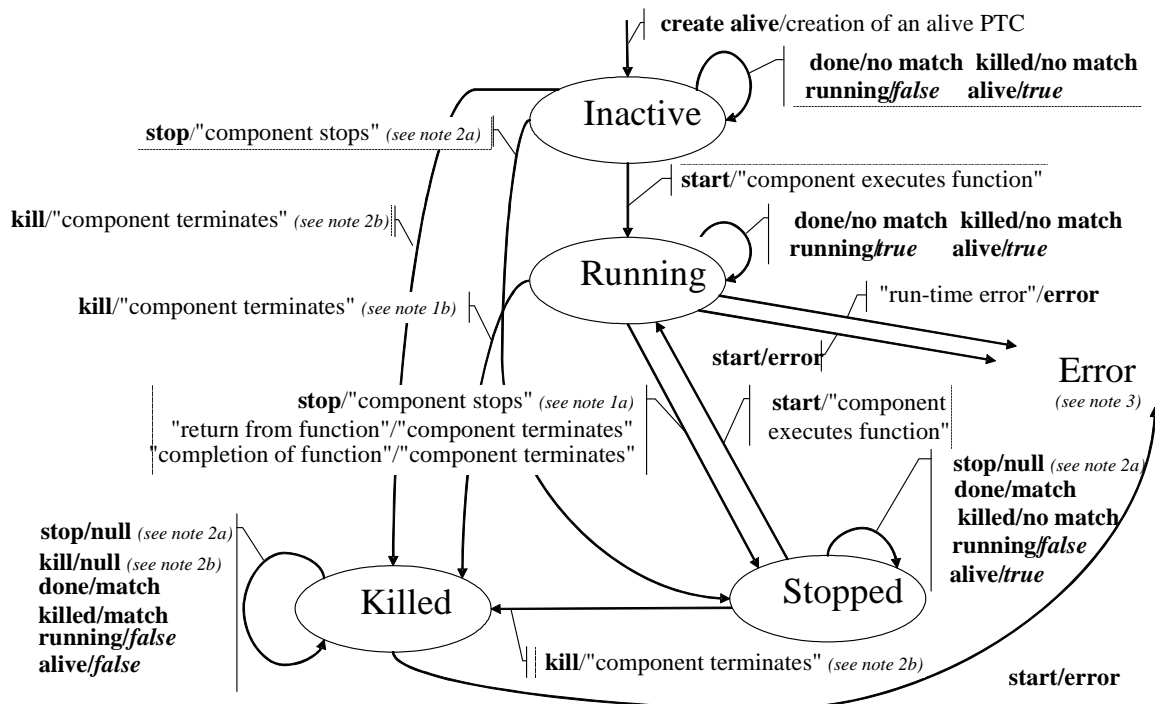 create alive/creation of an alive PTC
done/no match killed/no match
running/false alive/true
Inactive
stop/"component stops" (see note 2a)
start/"component executes function"
kill/"component terminates" (see note 2b)
done/no match killed/no match
running/true alive/true
Running
kill/"component terminates" (see note 1b)
"run-time error"/error
start/error
Error
(see note 3)
stop/"component stops" (see note 1a)
"return from function"/"component terminates"
"completion of function"/"component terminates"
start/"component
executes function"
stop/null (see note 2a)
done/match
killed/no match
running/false
alive/true
Stopped
stop/null (see note 2a)
kill/null (see note 2b)
done/match
killed/match
running/false
alive/false
Killed
kill/"component terminates" (see note 2b)
start/error